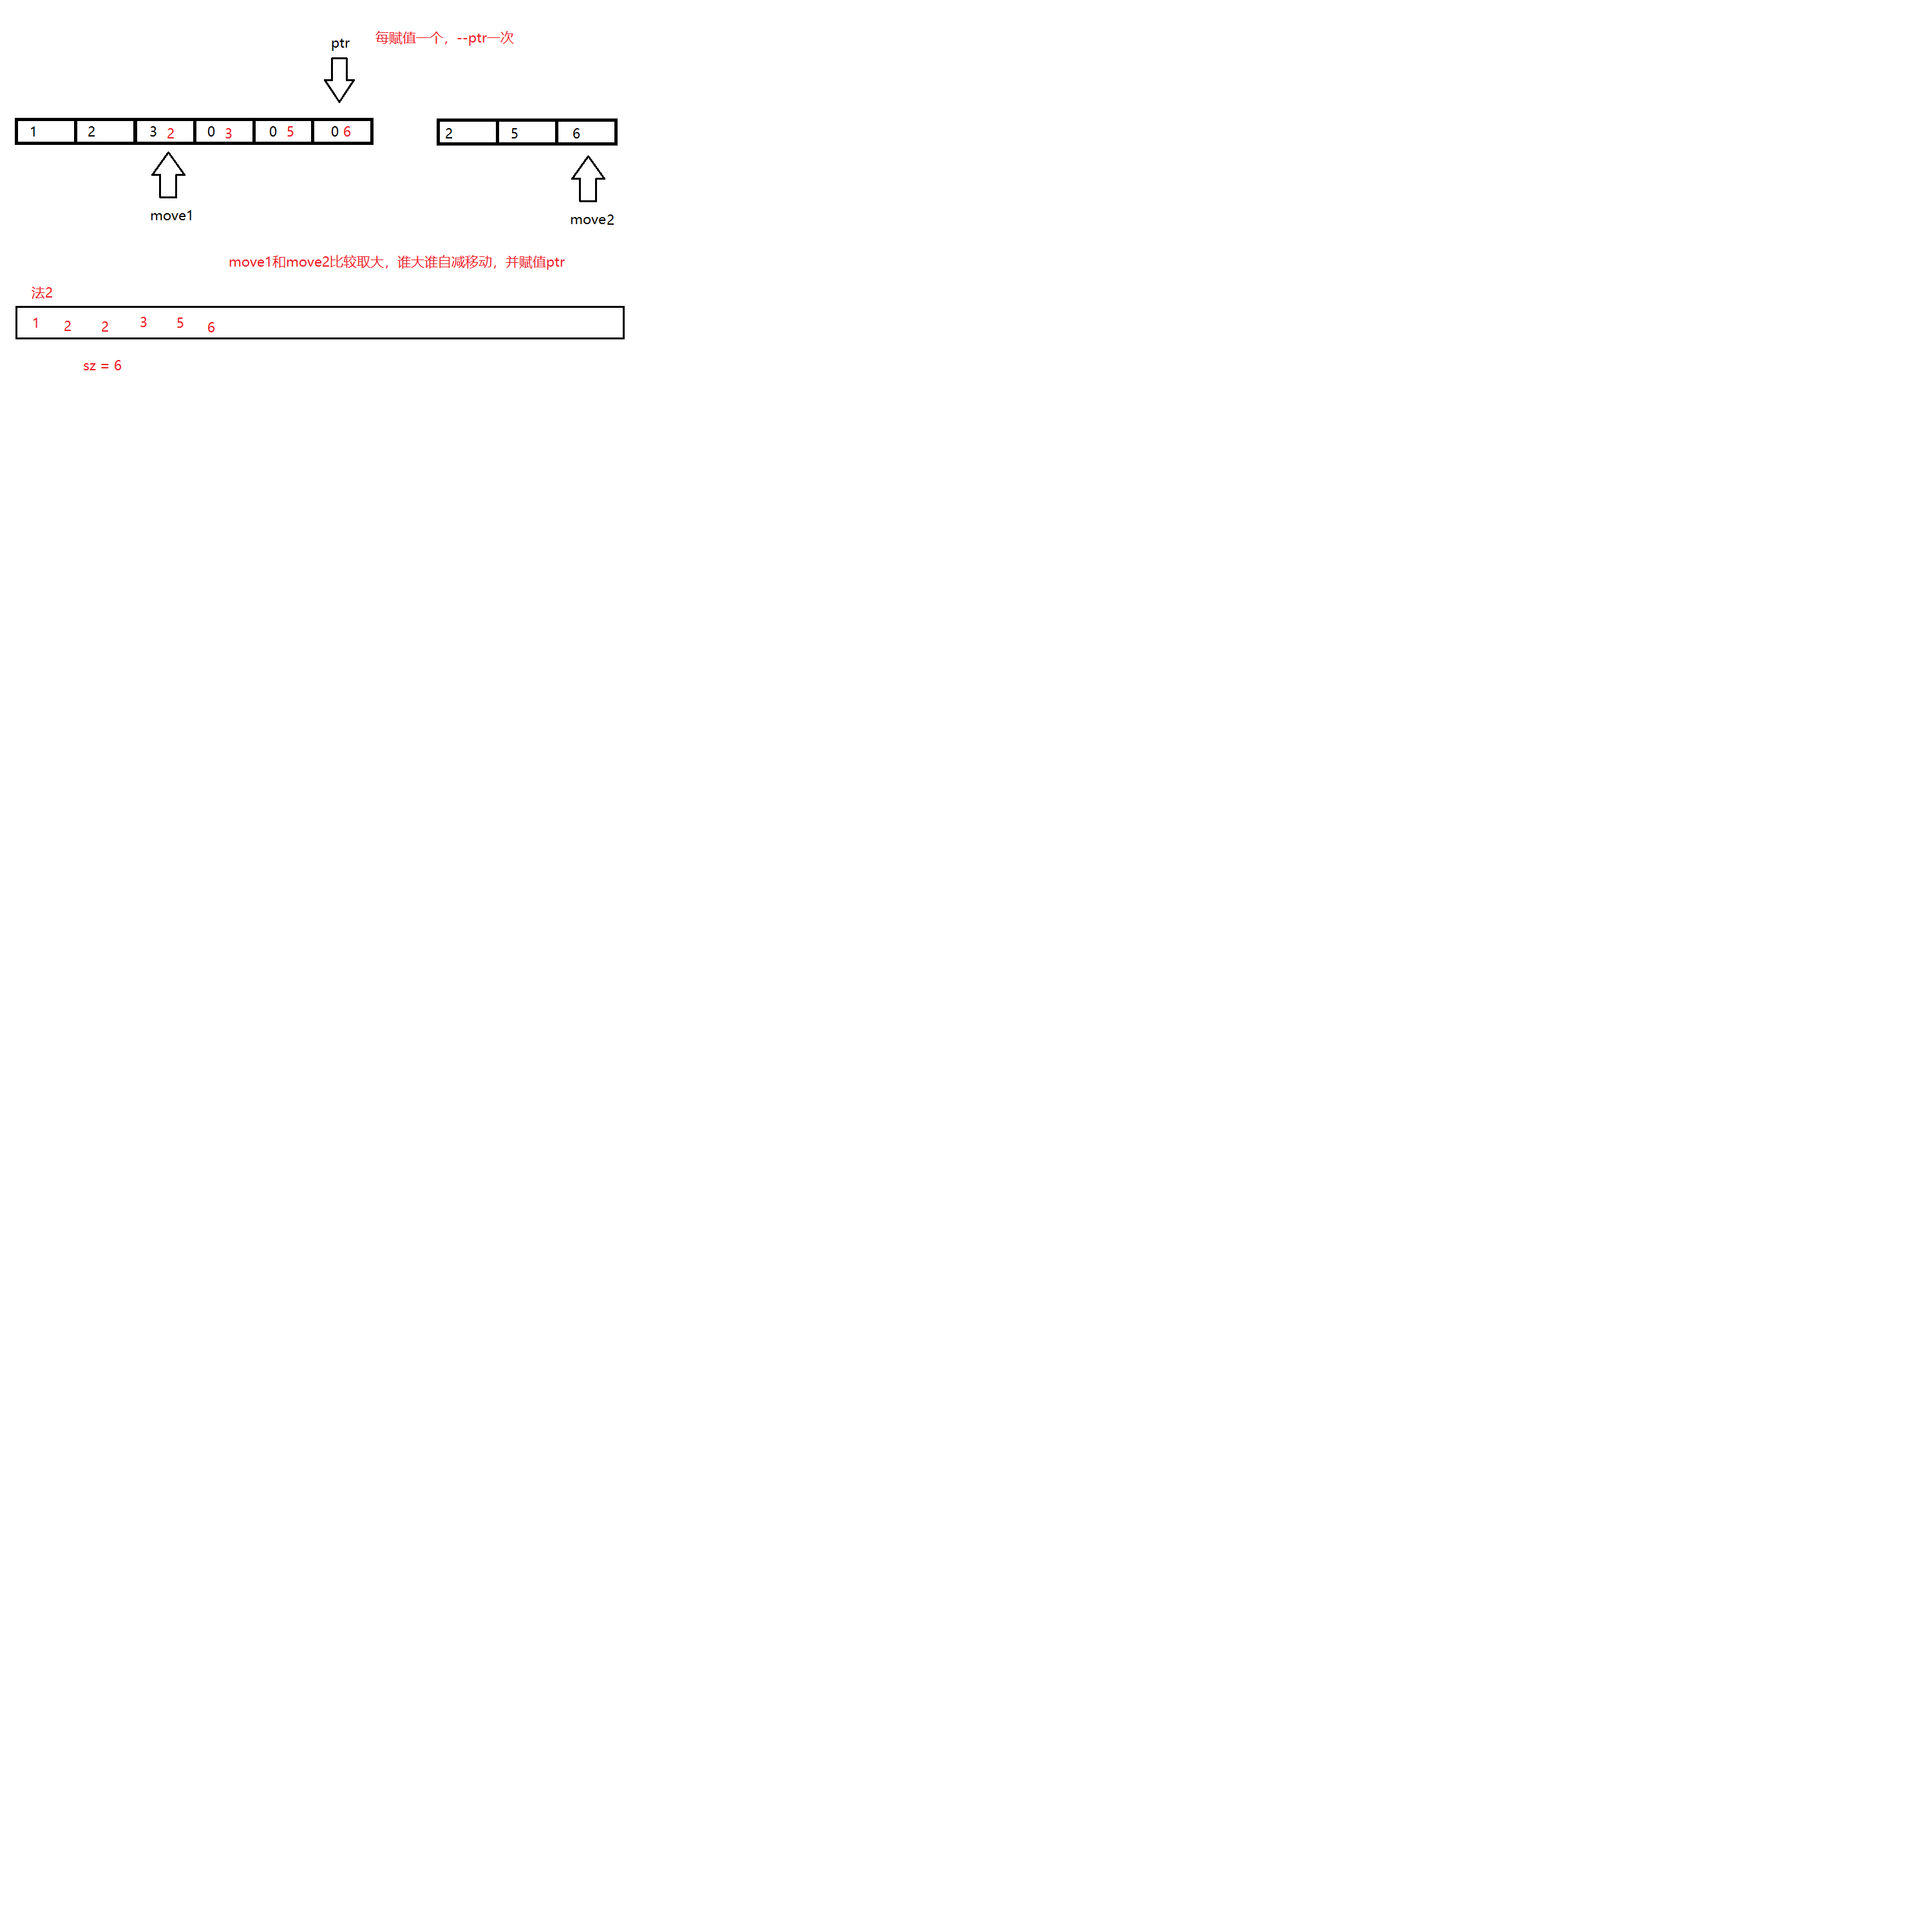 ptr 每赋值一个，--ptr一次
1 2 3 2 0 3 0 5 0 6 2 5 6
move1 move2
move1和move2比较取大，谁大谁自减移动，并赋值ptr
法2
1 2 2 3 5 6
sz = 6